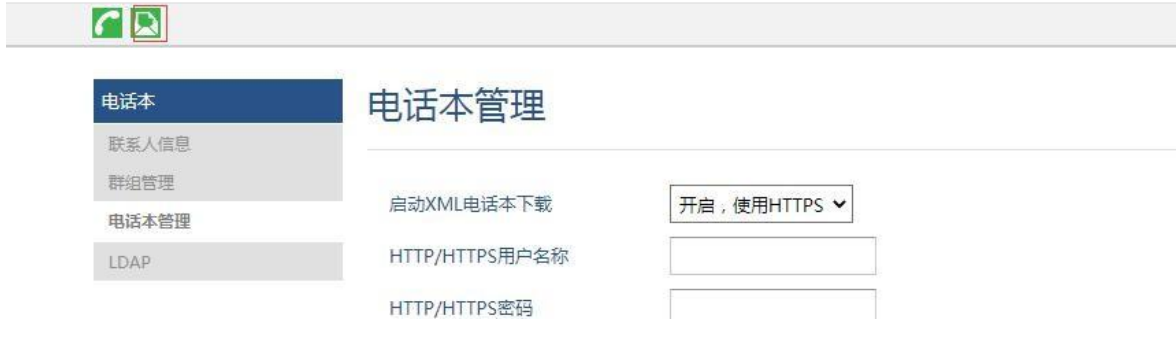 电话本
联系人信息
群组管理
电话本管理
LDAP
电话本管理
启动XML电话本下载
开启，使用HTTPS
HTTP/HTTPS用户名称
HTTP/HTTPS密码